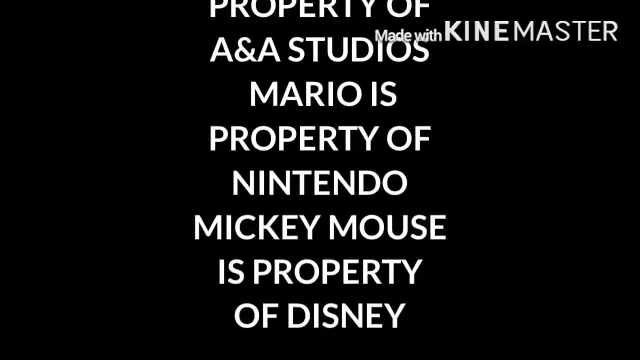 PROPERTY OF
A&A STUDIOS
Made with KINEMASTER
MARIO IS
PROPERTY OF
NINTENDO
MICKEY MOUSE
IS PROPERTY
OF DISNEY